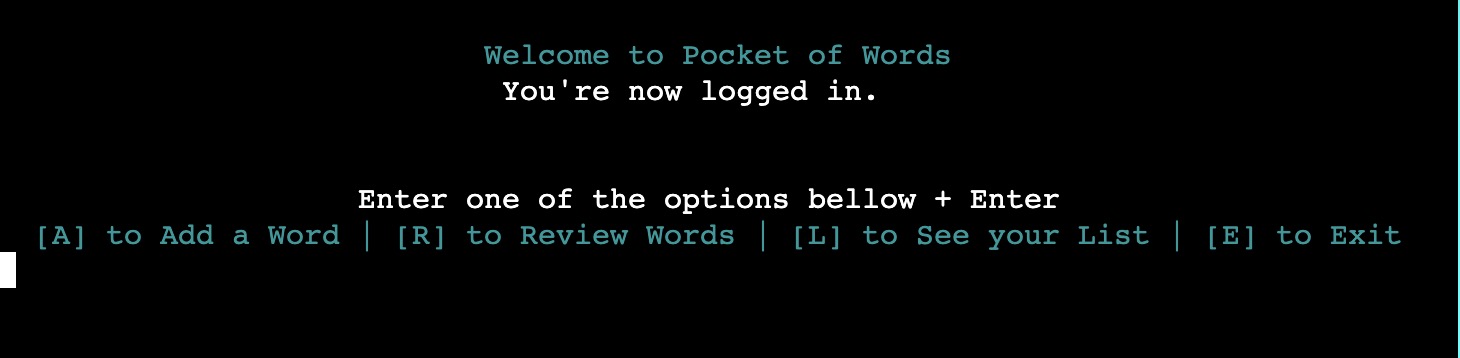 Welcome to Pocket of Words
You're now logged in.
Enter one of the options bellow + Enter
[A] to Add a Word | [R] to Review Words | [L] to See your List | [E] to Exit